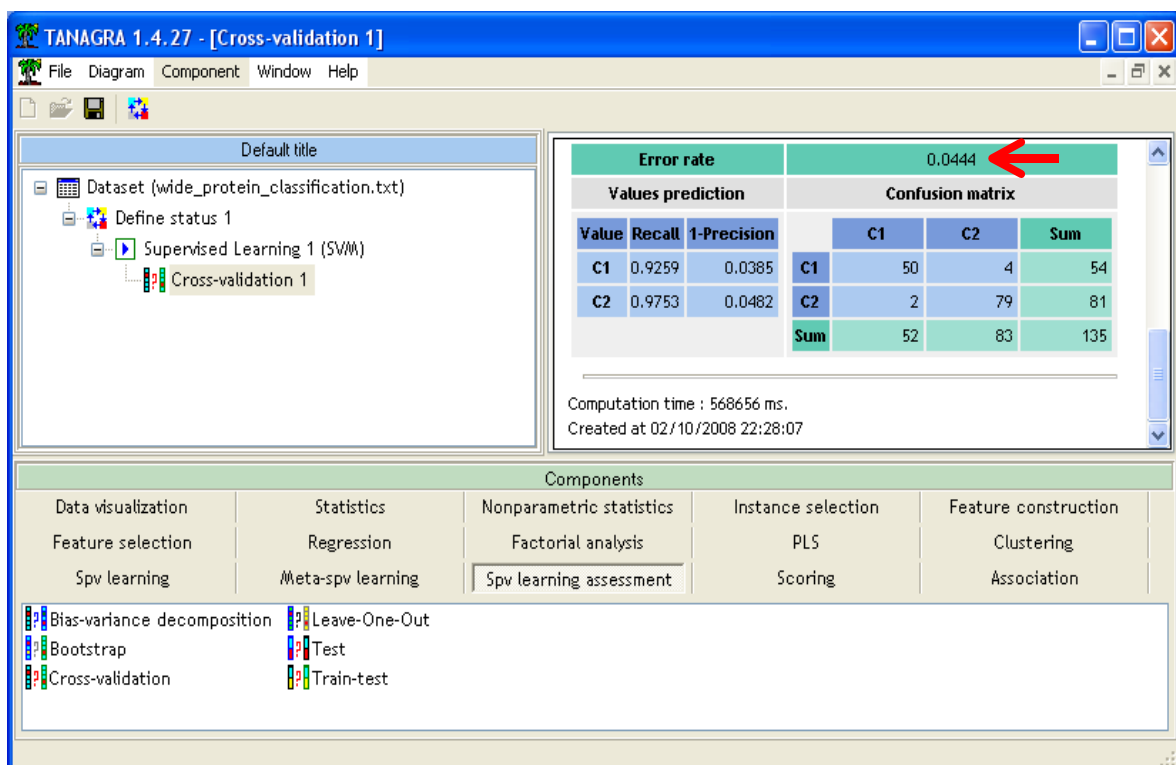 TANAGRA 1.4.27 - [Cross-validation 1]
File Diagram Component Window Help
Default title
Dataset (wide_protein_classification.txt)
Define status 1
Supervised Learning 1 (SVM)
Cross-validation 1
Error rate 0.0444
Values prediction Confusion matrix
Value Recall 1-Precision C1 C2 Sum
C1 0.9259 0.0385 C1 50 4 54
C2 0.9753 0.0482 C2 2 79 81
Sum 52 83 135
Computation time : 568656 ms.
Created at 02/10/2008 22:28:07
Components
Data visualization Statistics Nonparametric statistics Instance selection Feature construction
Feature selection Regression Factorial analysis PLS Clustering
Spv learning Meta-spv learning Spv learning assessment Scoring Association
Bias-variance decomposition Leave-One-Out
Bootstrap Test
Cross-validation Train-test